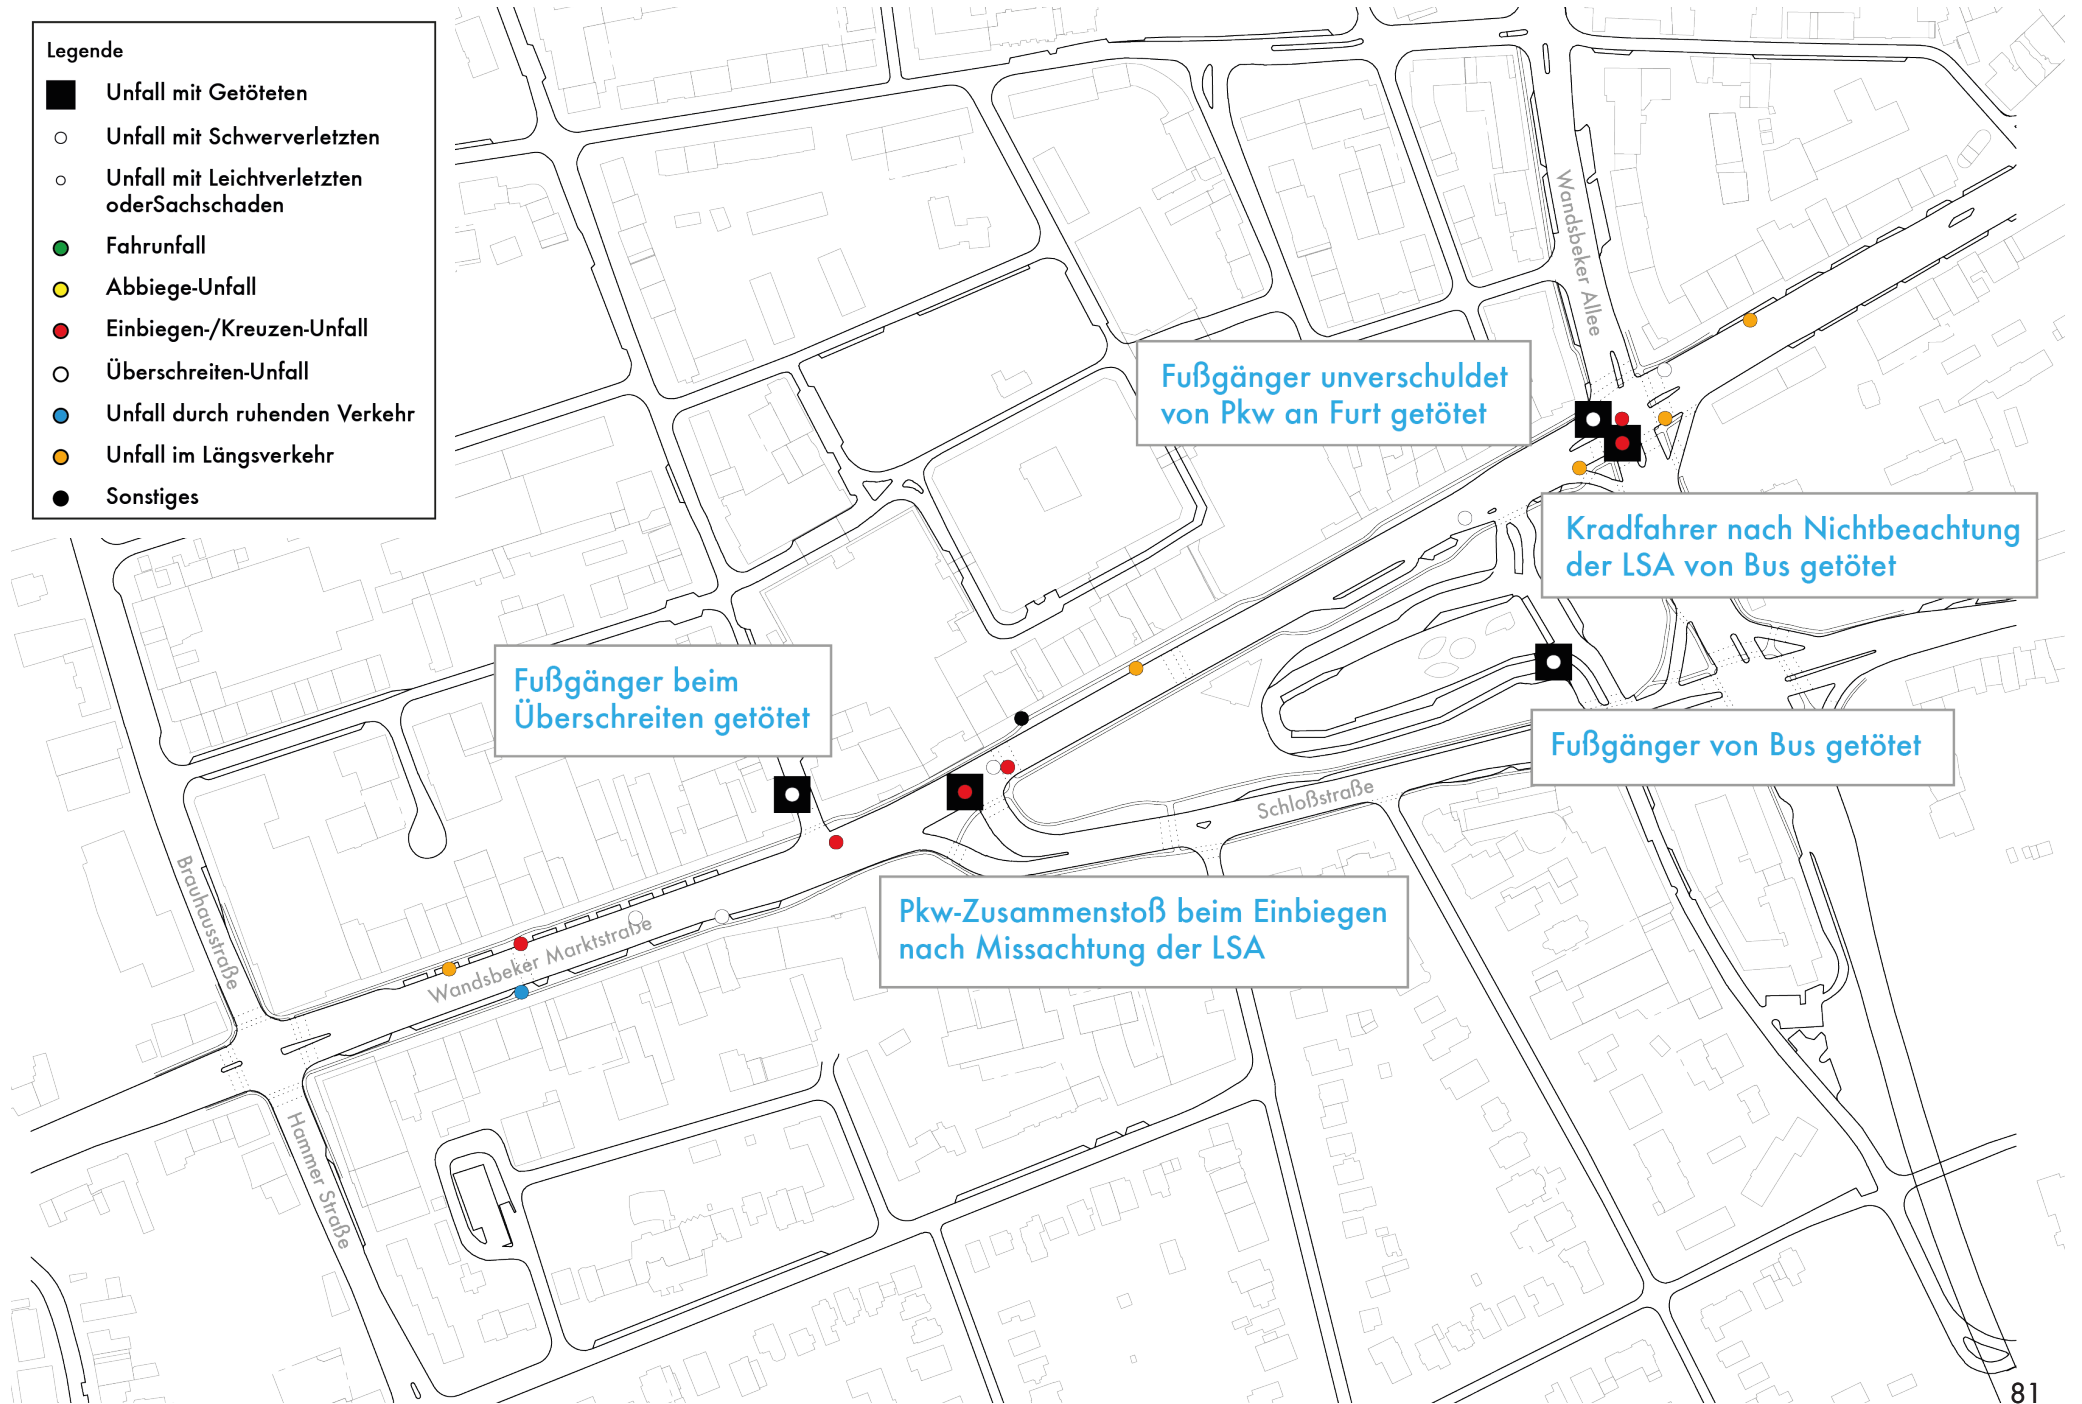 Legende
Unfall mit Getöteten
Unfall mit Schwerverletzten
Unfall mit Leichtverletzten
oderSachschaden
Fahrunfall
Abbiege-Unfall
Einbiegen-/Kreuzen-Unfall
Überschreiten-Unfall
Unfall durch ruhenden Verkehr
Unfall im Längsverkehr
Sonstiges
Wandsbeker Allee
Fußgänger unverschuldet
von Pkw an Furt getötet
Kradfahrer nach Nichtbeachtung
der LSA von Bus getötet
Fußgänger beim
Überschreiten getötet
Fußgänger von Bus getötet
Schloßstraße
Pkw-Zusammenstoß beim Einbiegen
nach Missachtung der LSA
Brauhausstraße
Wandsbeker Marktstraße
Hammer Straße
81